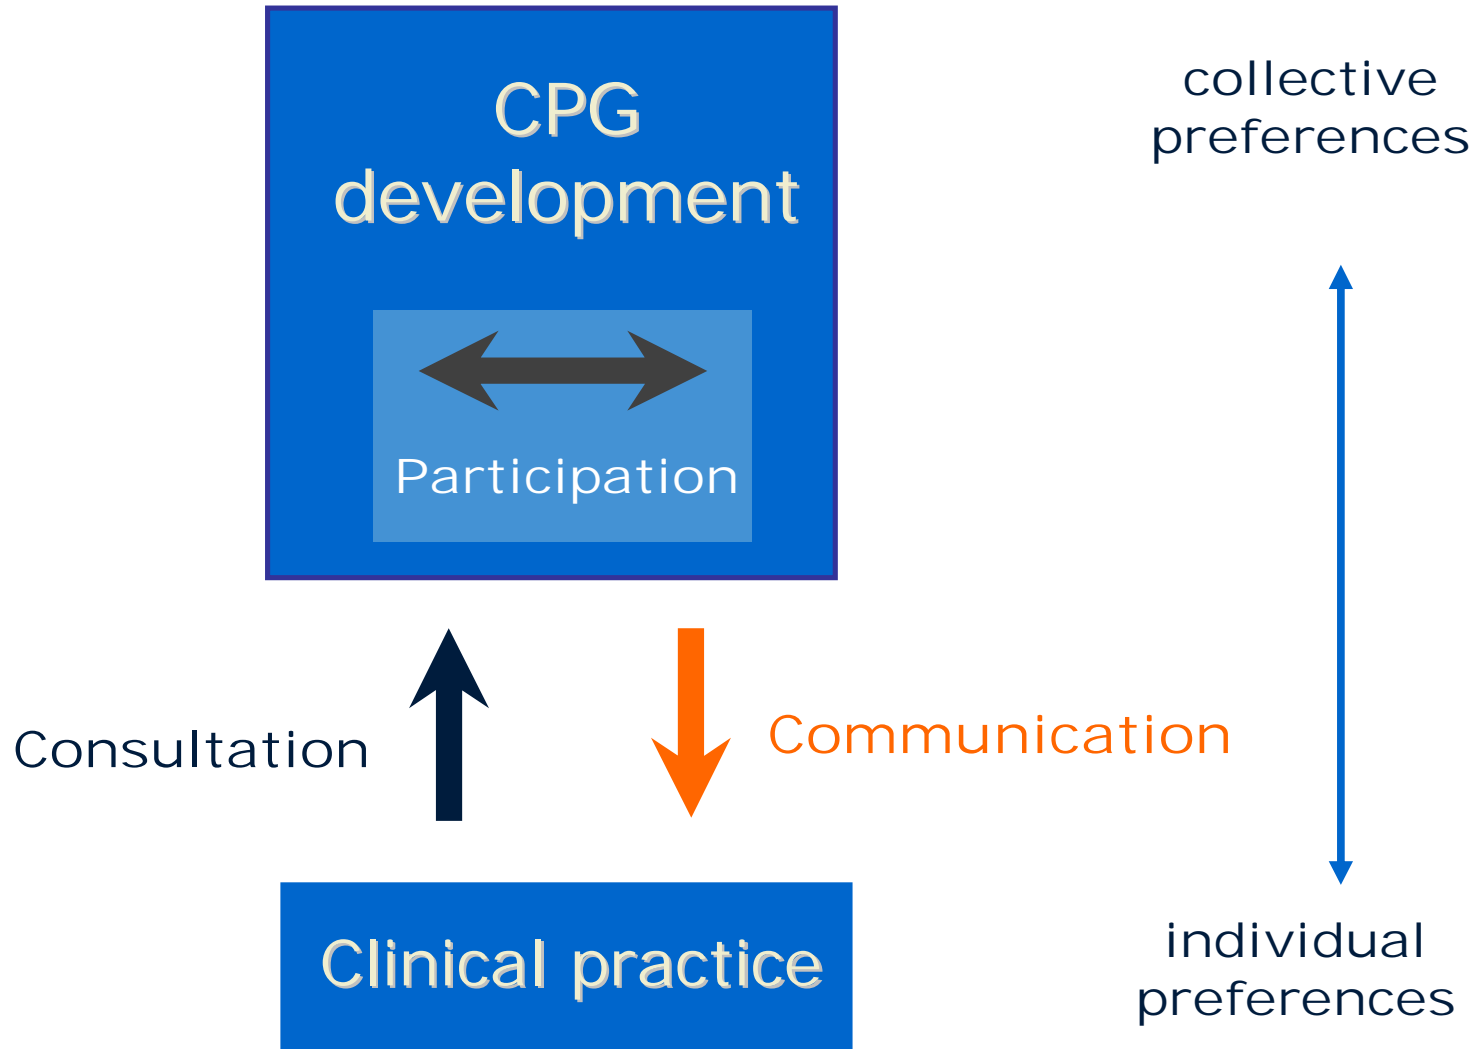 CPG
development
collective
preferences
Participation
Consultation
Communication
Clinical practice
individual
preferences